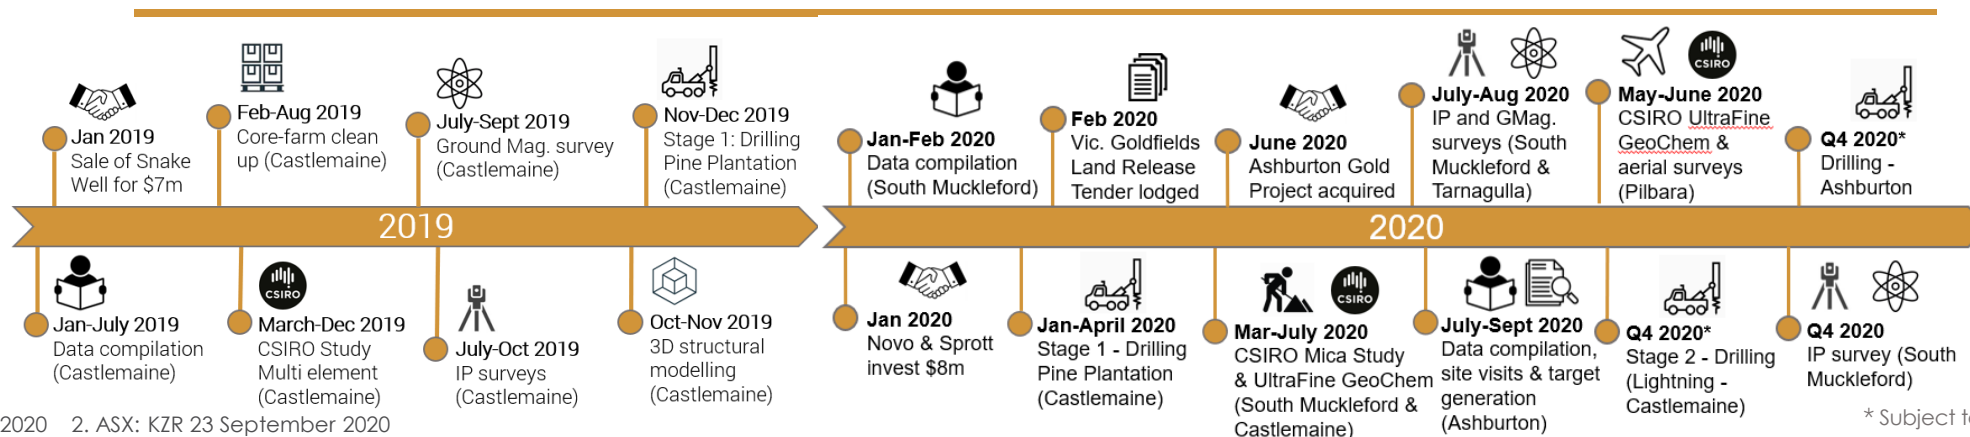 Jan 2019
Sale of Snake
Well for $7m
Feb-Aug 2019
Core-farm clean
up (Castlemaine)
July-Sept 2019
Ground Mag. survey
(Castlemaine)
Nov-Dec 2019
Stage 1: Drilling
Pine Plantation
(Castlemaine)
Jan-Feb 2020
Data compilation
(South Muckleford)
Feb 2020
Vic. Goldfields
Land Release
Tender lodged
June 2020
Ashburton Gold
Project acquired
July-Aug 2020
IP and GMag.
surveys (South
Muckleford &
Tarnagulla)
CSIRO
May-June 2020
CSIRO UltraFine
GeoChem &
aerial surveys
(Pilbara)
Q4 2020*
Drilling -
Ashburton
2019
2020
Jan-July 2019
Data compilation
(Castlemaine)
CSIRO
March-Dec 2019
CSIRO Study
Multi element
(Castlemaine)
July-Oct 2019
IP surveys
(Castlemaine)
Oct-Nov 2019
3D structural
modelling
(Castlemaine)
Jan 2020
Novo & Sprott
invest $8m
Jan-April 2020
Stage 1 - Drilling
Pine Plantation
(Castlemaine)
CSIRO
Mar-July 2020
CSIRO Mica Study
& UltraFine GeoChem
(South Muckleford &
Castlemaine)
July-Sept 2020
Data compilation,
site visits & target
generation
(Ashburton)
Q4 2020*
Stage 2 - Drilling
(Lightning -
Castlemaine)
Q4 2020
IP survey (South
Muckleford)
2020 2. ASX: KZR 23 September 2020
* Subject